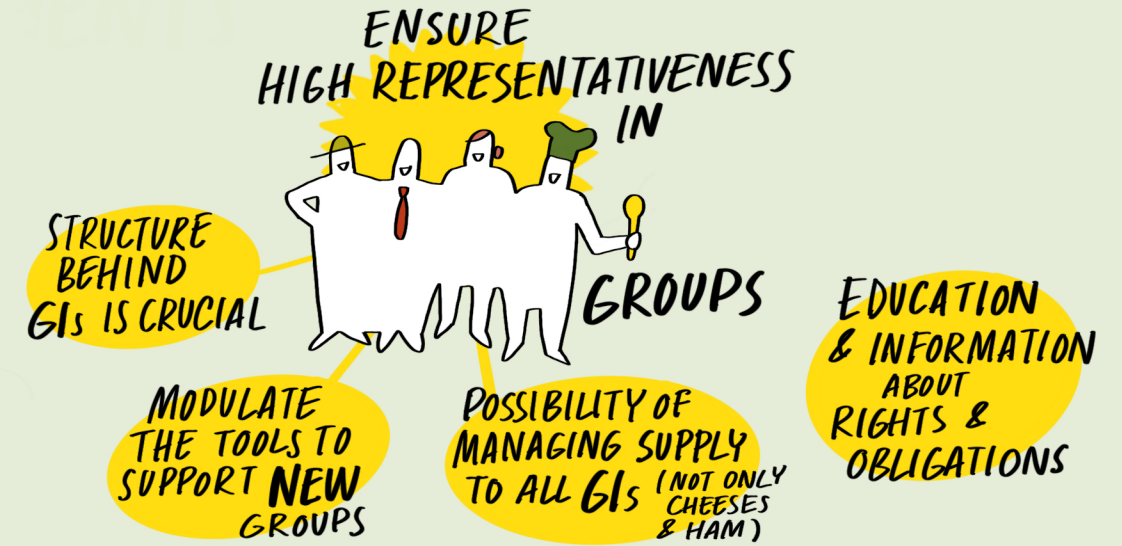 ENSURE
HIGH REPRESENTATIVENESS
IN
GROUPS
STRUCTURE
BEHIND
GIs IS CRUCIAL
MODULATE
THE TOOLS TO
SUPPORT NEW
GROUPS
POSSIBILITY OF
MANAGING SUPPLY
TO ALL GIs (NOT ONLY
CHEESES
& HAM)
EDUCATION
& INFORMATION
ABOUT
RIGHTS &
OBLIGATIONS